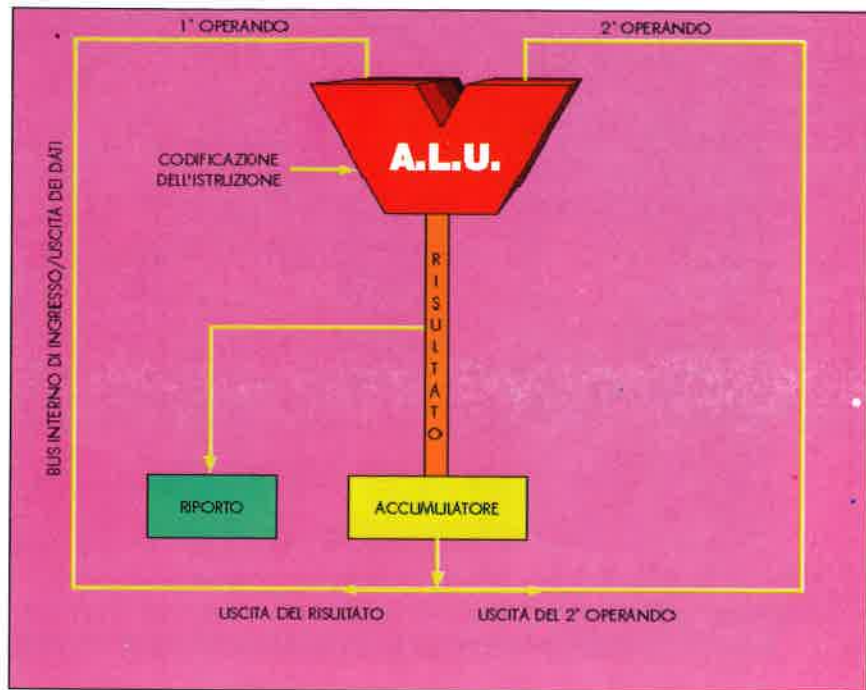 1° OPERANDO
2° OPERANDO
A.L.U.
CODIFICAZIONE
DELL'ISTRUZIONE
BUS INTERNO DI INGRESSO/USCITA DEI DATI
RISULTATO
RIPORTO
ACCUMULATORE
USCITA DEL RISULTATO
USCITA DEL 2° OPERANDO